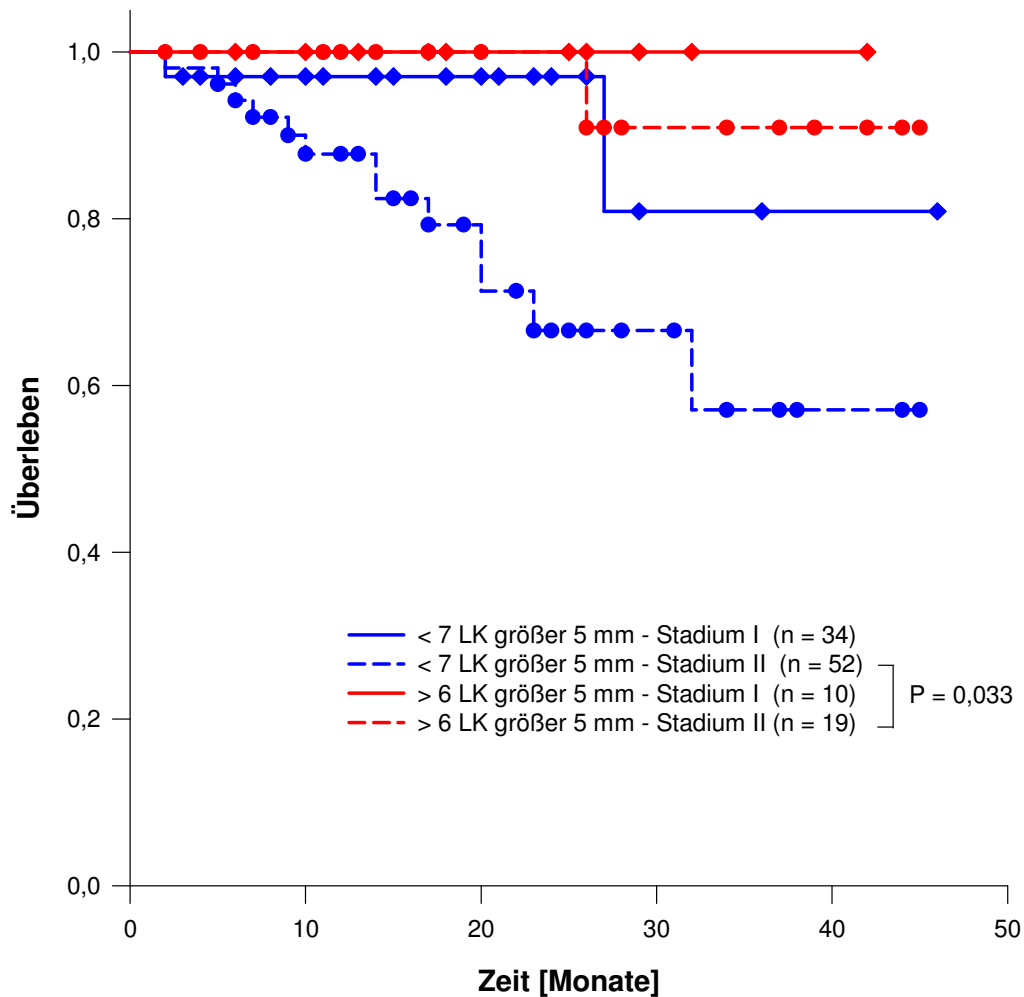 Überleben
1,0
0,8
0,6
0,4
0,2
0,0
< 7 LK größer 5 mm - Stadium I (n = 34)
< 7 LK größer 5 mm - Stadium II (n = 52)
> 6 LK größer 5 mm - Stadium I (n = 10)
> 6 LK größer 5 mm - Stadium II (n = 19)
P = 0,033
0 10 20 30 40 50
Zeit [Monate]